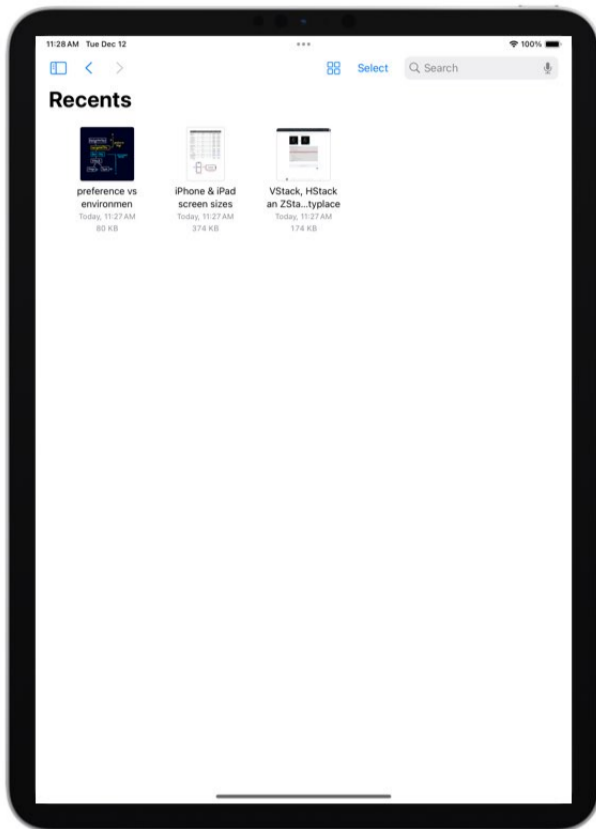 11:28 AM Tue Dec 12
100%
Select
Search
Recents
preference vs
environmen
Today, 11:27 AM
80 KB
iPhone & iPad
screen sizes
Today, 11:27 AM
374 KB
VStack, HStack
an ZSta...typlace
Today, 11:27 AM
174 KB